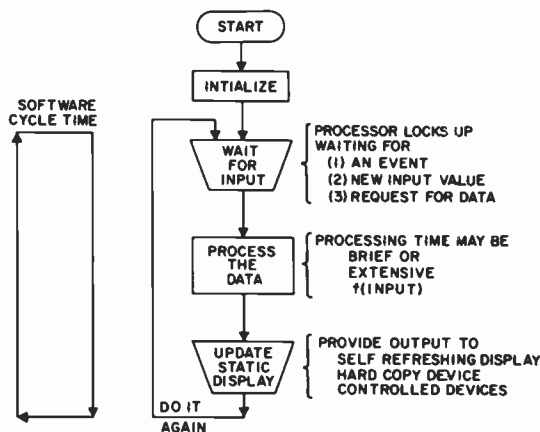 START
INTIALIZE
SOFTWARE
CYCLE TIME
WAIT
FOR
INPUT
PROCESSOR LOCKS UP
WAITING FOR
(1) AN EVENT
(2) NEW INPUT VALUE
(3) REQUEST FOR DATA
PROCESS
THE
DATA
PROCESSING TIME MAY BE
BRIEF OR
EXTENSIVE
f(INPUT)
UPDATE
STATIC
DISPLAY
PROVIDE OUTPUT TO
SELF REFRESHING DISPLAY
HARD COPY DEVICE
CONTROLLED DEVICES
DO IT
AGAIN